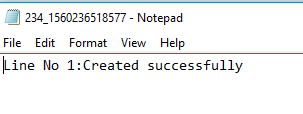 234_1560236518577 - Notepad
File Edit Format View Help
Line No 1:Created successfully